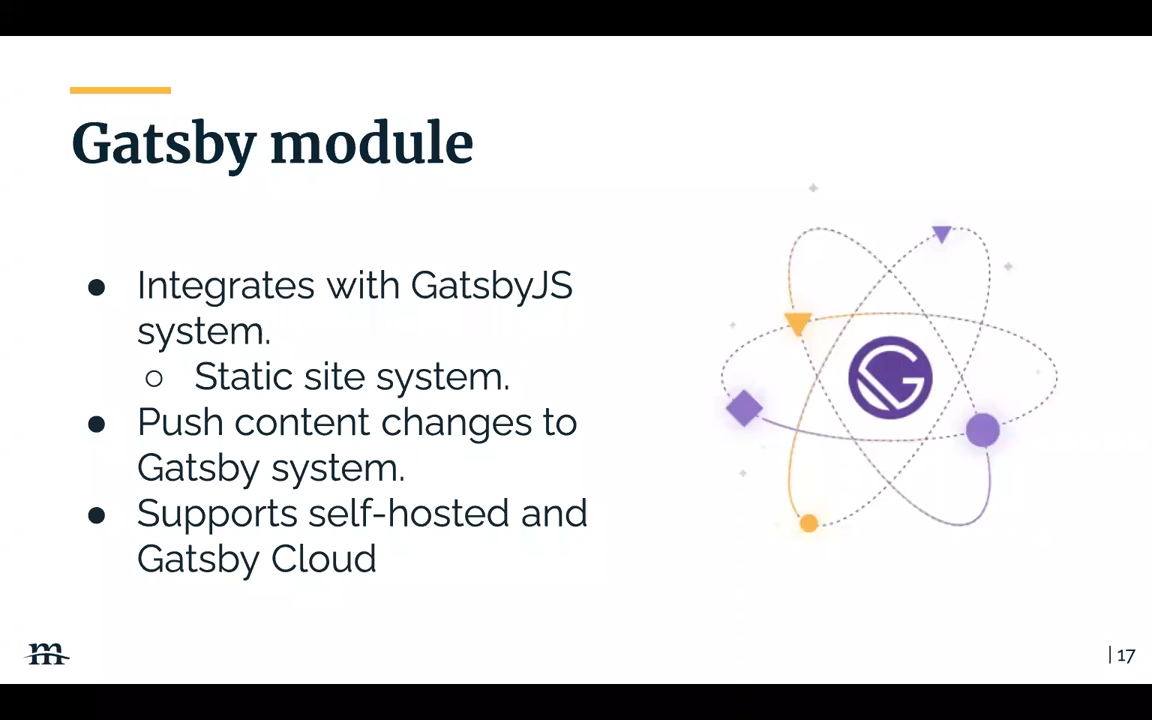 Gatsby module
● Integrates with GatsbyJS
system.
○ Static site system.
● Push content changes to
Gatsby system.
● Supports self-hosted and
Gatsby Cloud
m
| 17